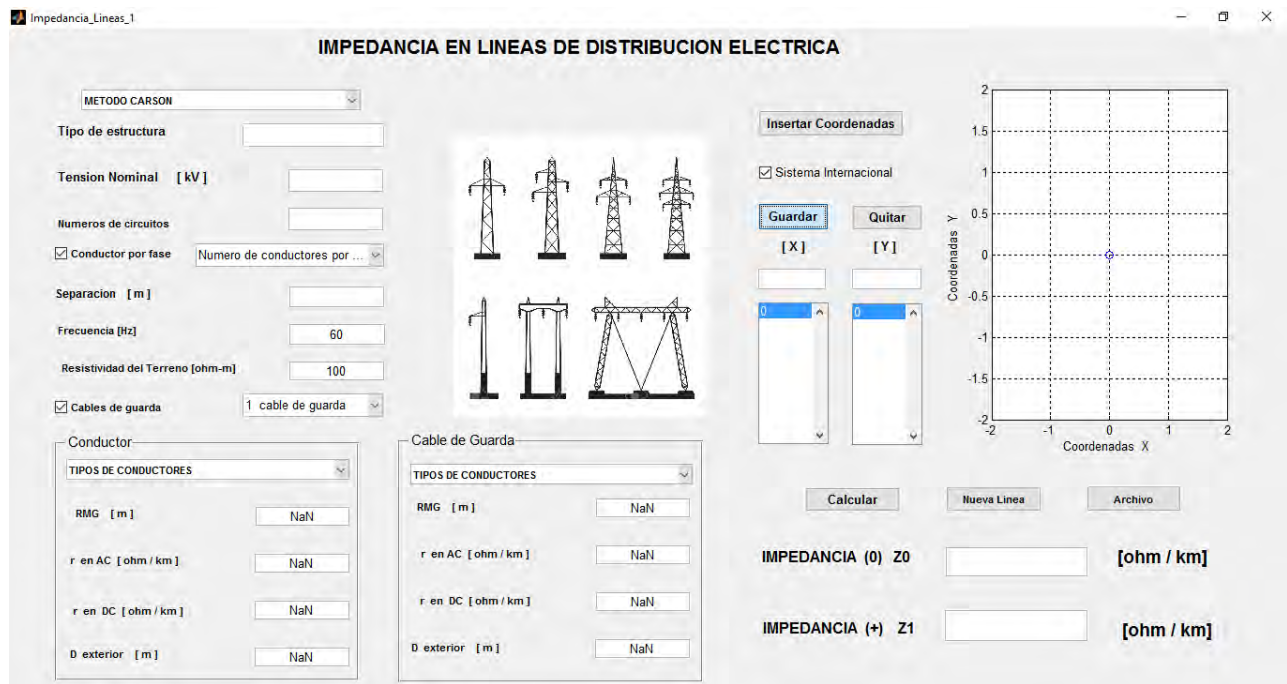 Impedancia_Lineas_1
IMPEDANCIA EN LINEAS DE DISTRIBUCION ELECTRICA
METODO CARSON
Tipo de estructura
Tension Nominal [ kV ]
Numeros de circuitos
Conductor por fase
Numero de conductores por ...
Separacion [ m ]
Frecuencia [Hz]
60
Resistividad del Terreno [ohm-m]
100
Cables de guarda
1 cable de guarda
Conductor
TIPOS DE CONDUCTORES
RMG [ m ]
NaN
r en AC [ ohm / km ]
NaN
r en DC [ ohm / km ]
NaN
D exterior [ m ]
NaN
Cable de Guarda
TIPOS DE CONDUCTORES
RMG [ m ]
NaN
r en AC [ ohm / km ]
NaN
r en DC [ ohm / km ]
NaN
D exterior [ m ]
NaN
Insertar Coordenadas
Sistema Internacional
Guardar
Quitar
[ X ]
[ Y ]
0
0
Coordenadas Y
2
1.5
1
0.5
0
-0.5
-1
-1.5
-2
-2
-1
0
1
2
Coordenadas X
Calcular
Nueva Linea
Archivo
IMPEDANCIA (0) Z0
[ohm / km]
IMPEDANCIA (+) Z1
[ohm / km]